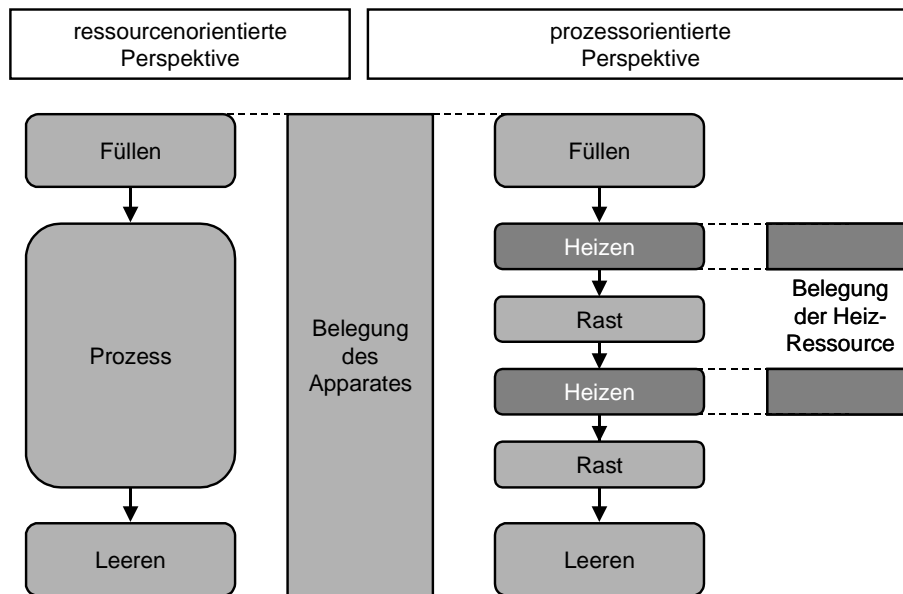 ressourcenorientierte
Perspektive
prozessorientierte
Perspektive
Füllen
Prozess
Leeren
Belegung
des
Apparates
Füllen
Heizen
Rast
Heizen
Rast
Leeren
Belegung
der Heiz-
Ressource